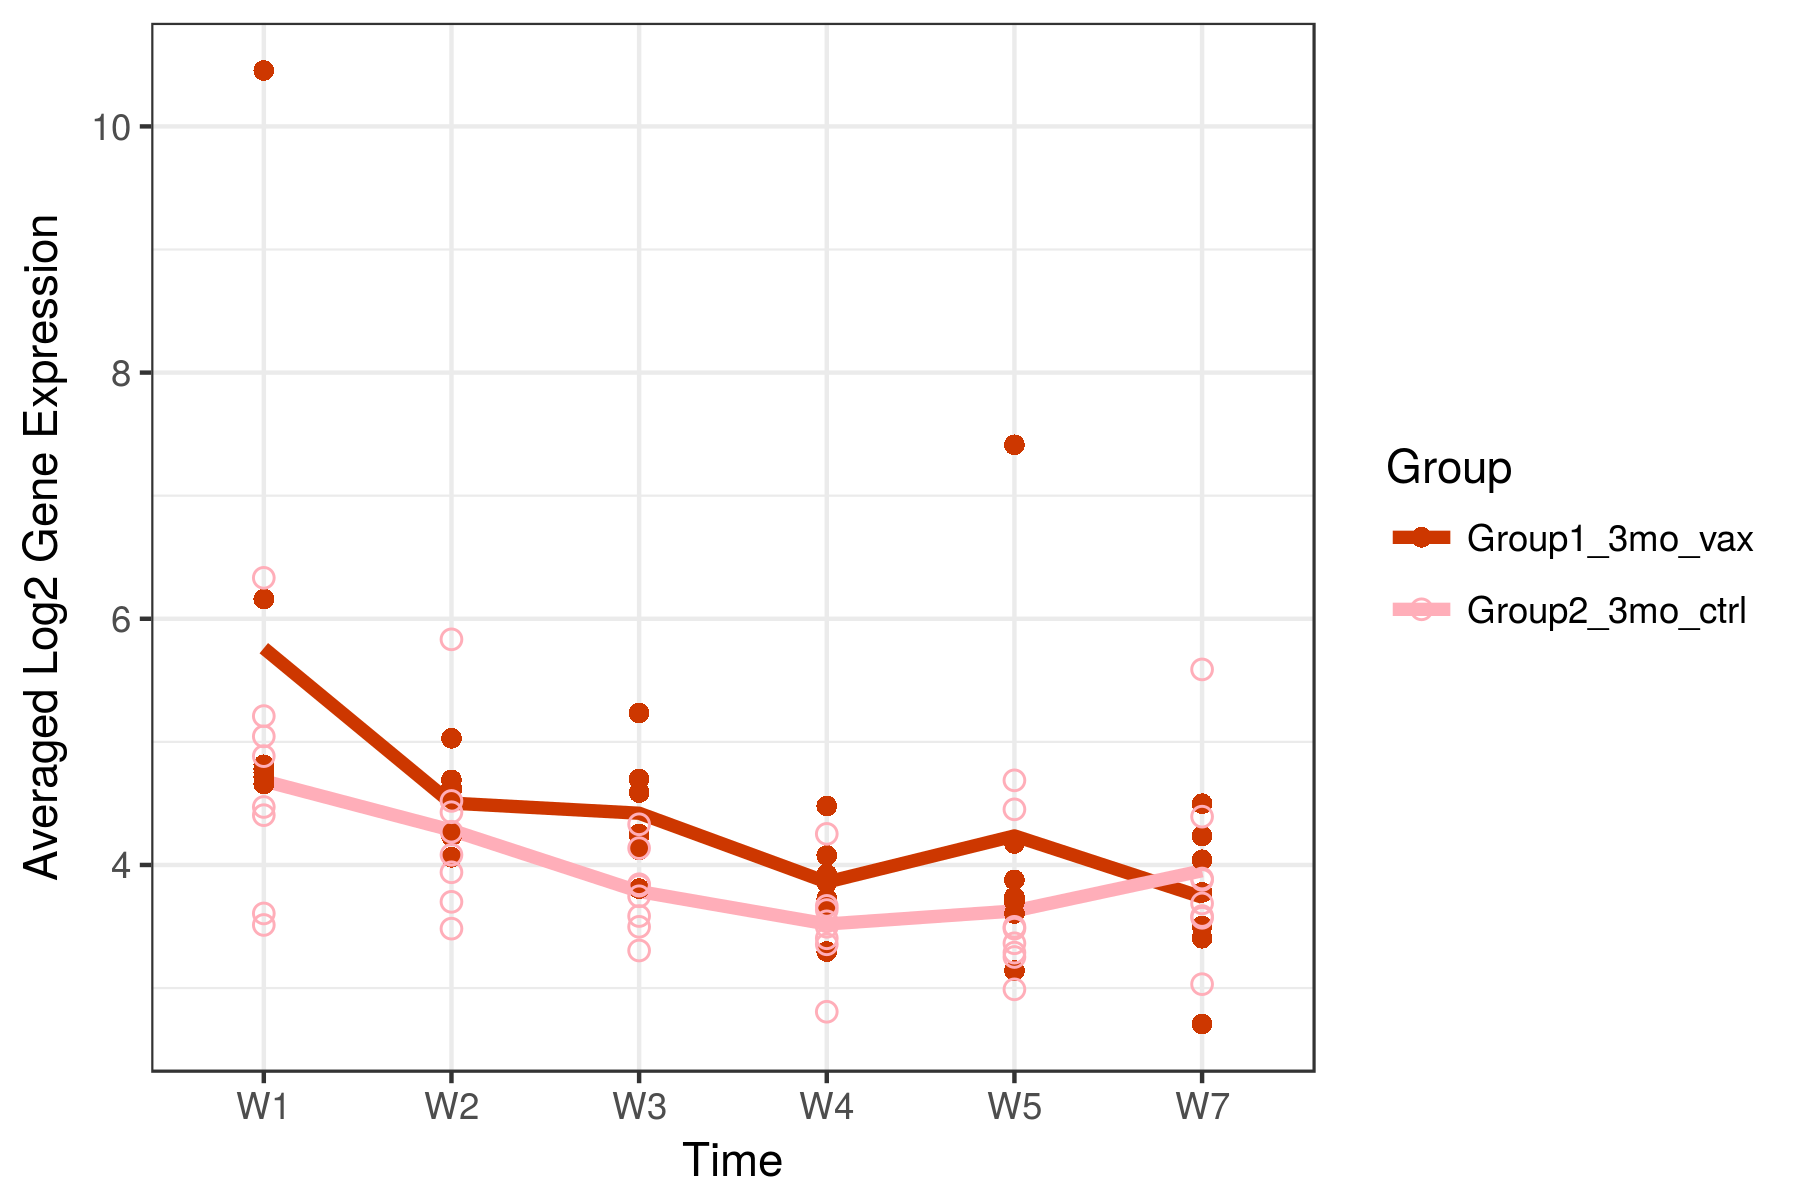 Averaged Log2 Gene Expression
10
8
6
4
W1 W2 W3 W4 W5 W7
Time
Group
Group1_3mo_vax
Group2_3mo_ctrl